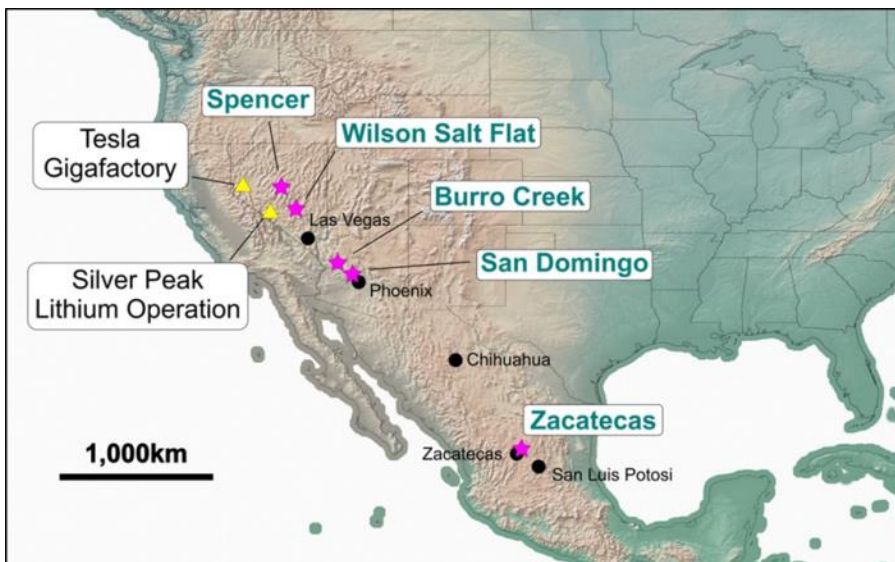 Spencer
Wilson Salt Flat
Tesla
Gigafactory
Burro Creek
Las Vegas
San Domingo
Silver Peak
Lithium Operation
Phoenix
Chihuahua
Zacatecas
1,000km
Zacatecas
San Luis Potosi